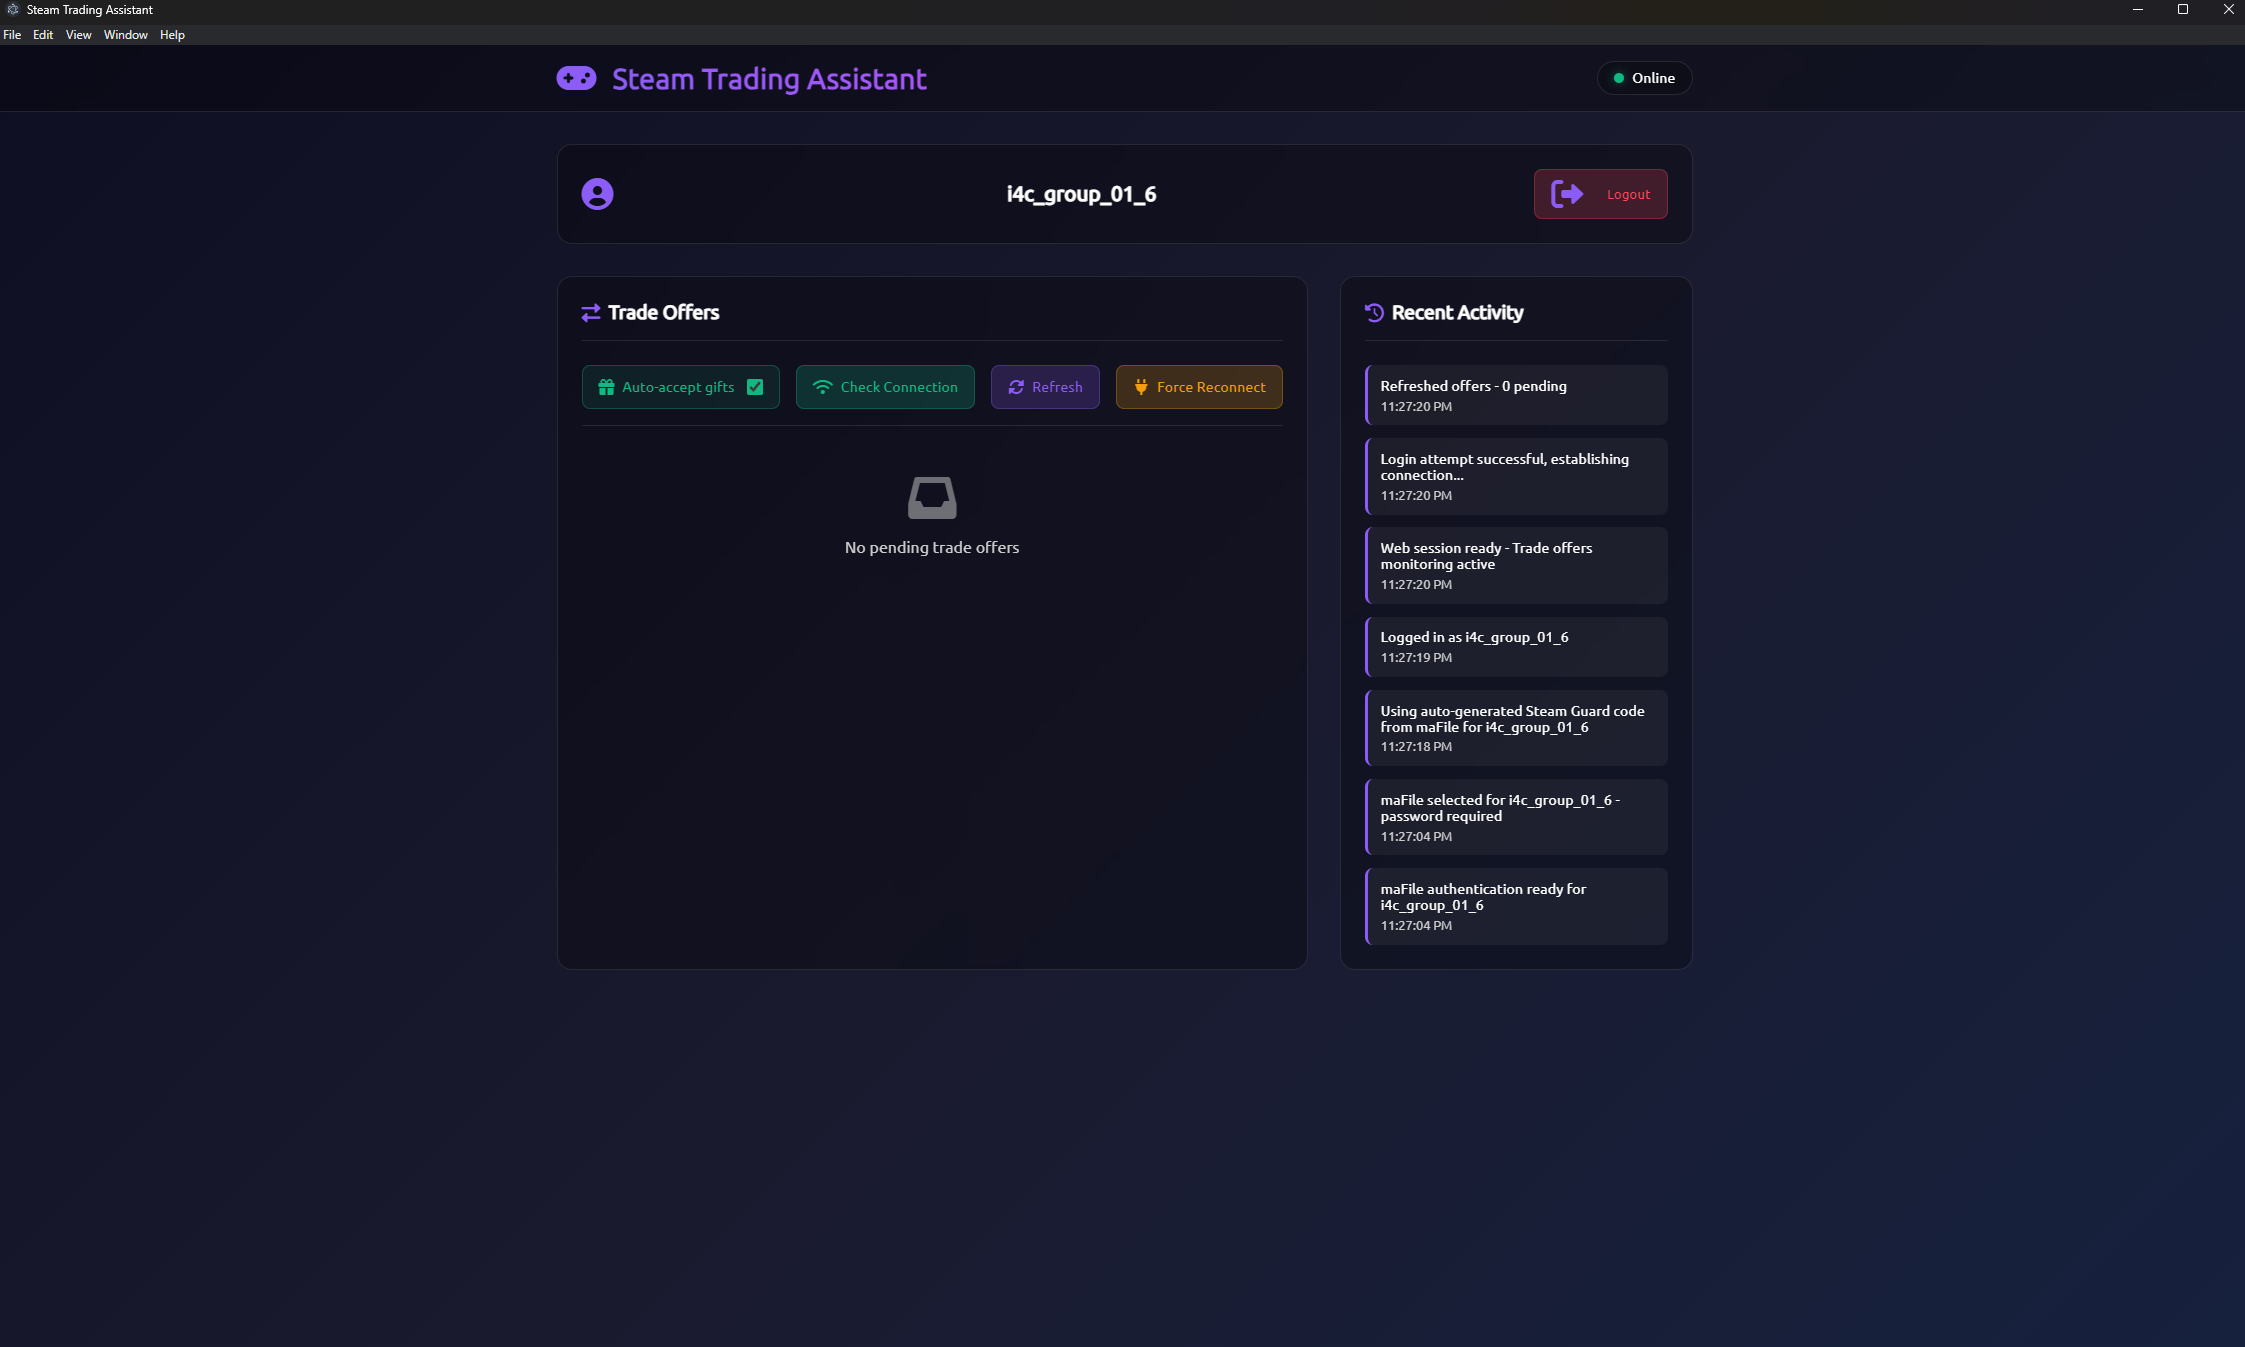 Steam Trading Assistant
File Edit View Window Help
Steam Trading Assistant
Online
i4c_group_01_6
Logout
Trade Offers
Auto-accept gifts
Check Connection
Refresh
Force Reconnect
No pending trade offers
Recent Activity
Refreshed offers - 0 pending
11:27:20 PM
Login attempt successful, establishing
connection...
11:27:20 PM
Web session ready - Trade offers
monitoring active
11:27:20 PM
Logged in as i4c_group_01_6
11:27:19 PM
Using auto-generated Steam Guard code
from maFile for i4c_group_01_6
11:27:18 PM
maFile selected for i4c_group_01_6 -
password required
11:27:04 PM
maFile authentication ready for
i4c_group_01_6
11:27:04 PM